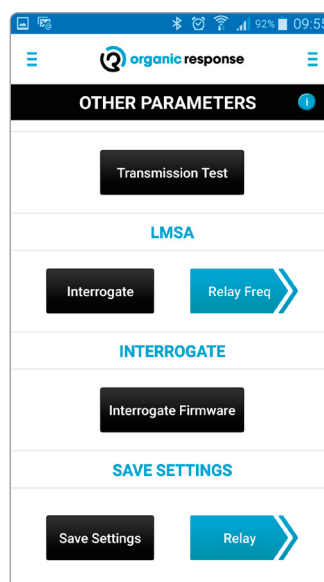 92% 09:55
organic response
OTHER PARAMETERS i
Transmission Test
LMSA
Interrogate Relay Freq
INTERROGATE
Interrogate Firmware
SAVE SETTINGS
Save Settings Relay